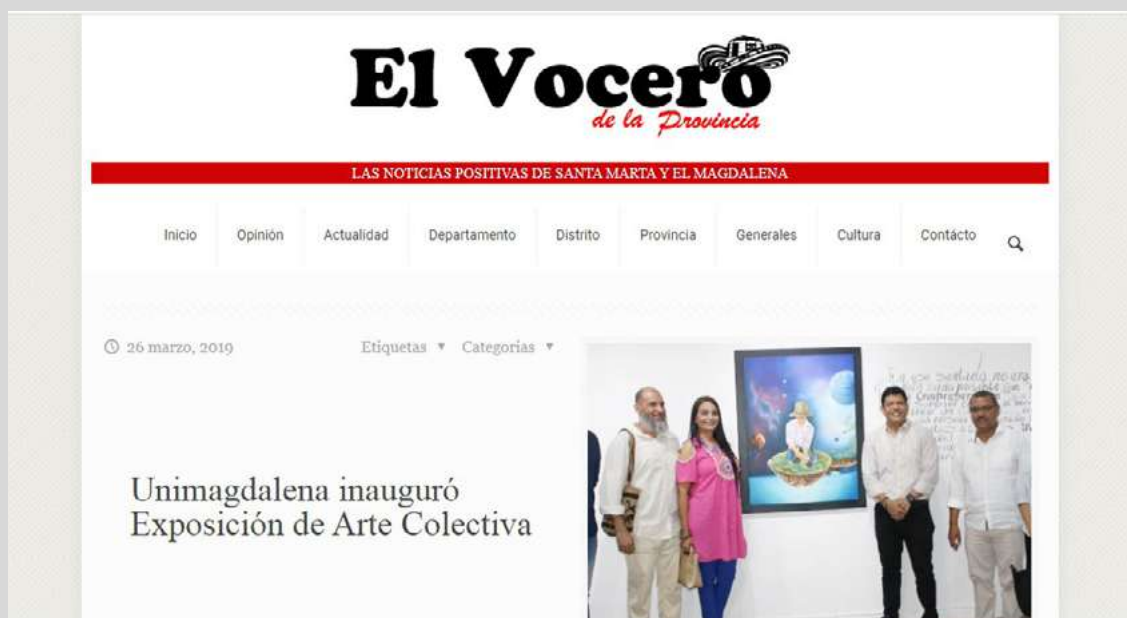 El Vocero
de la Provincia
LAS NOTICIAS POSITIVAS DE SANTA MARTA Y EL MAGDALENA
Inicio Opinión Actualidad Departamento Distrito Provincia Generales Cultura Contácto
26 marzo, 2019 Etiquetas Categorias
Unimagdalena inauguró
Exposición de Arte Colectiva